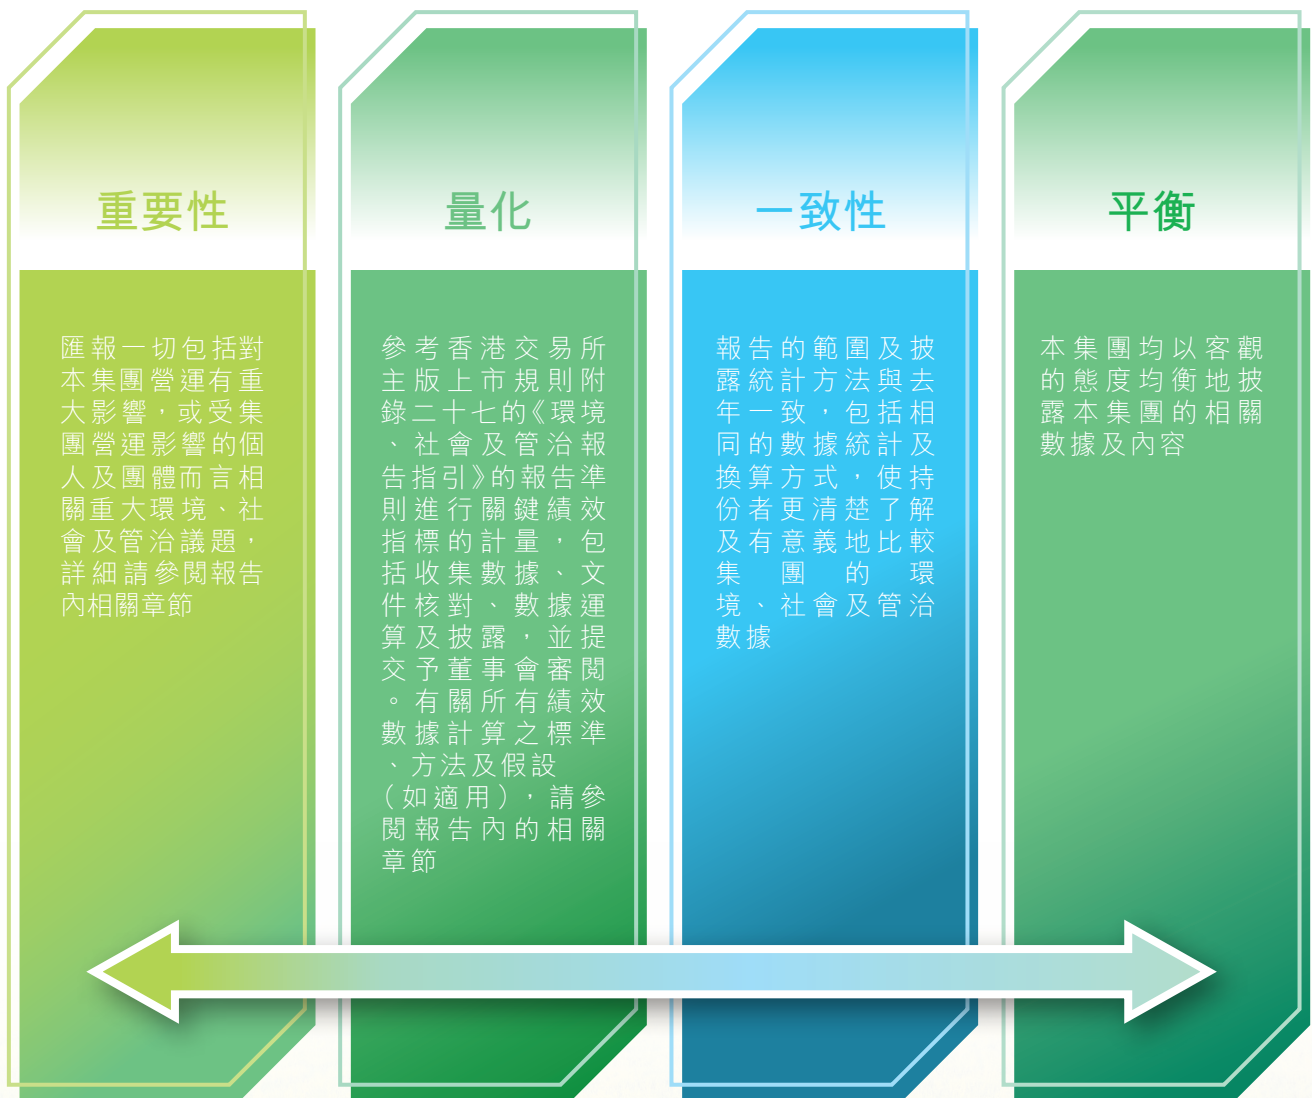 重要性
匯報一切包括對
本集團營運有重
大影響，或受集
團營運影響的個
人及團體而言相
關重大環境、社
會及管治議題，
詳細請參閱報告
內相關章節
量化
參考香港交易所
主版上市規則附
錄二十七的《環境
、社會及管治報
告指引》的報告準
則進行關鍵績效
指標的計量，包
括收集數據、文
件核對、數據運
算及披露，並提
交予董事會審閱
。有關所有績效
數據計算之標準
、方法及假設
（如適用），請參
閱報告內的相關
章節
一致性
報告的範圍及披
露統計方法與去
年一致，包括相
同的數據統計及
換算方式，使持
份者更清楚了解
及有意義地比較
集團的環
境、社會及管治
數據
平衡
本集團均以客觀
的態度均衡地披
露本集團的相關
數據及內容